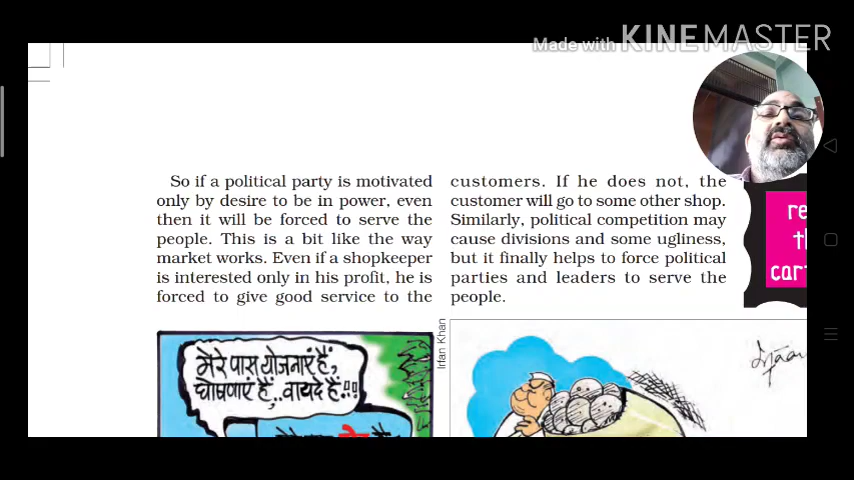 Made with KINEMASTER
So if a political party is motivated
only by desire to be in power, even
then it will be forced to serve the
people. This is a bit like the way
market works. Even if a shopkeeper
is interested only in his profit, he is
forced to give good service to the
customers. If he does not, the
customer will go to some other shop.
Similarly, political competition may
cause divisions and some ugliness,
but it finally helps to force political
parties and leaders to serve the
people.
re
th
car
Irfan Khan
मेरे पास योजनाएं हैं,
घोषणाएं हैं..वायदे हैं!!